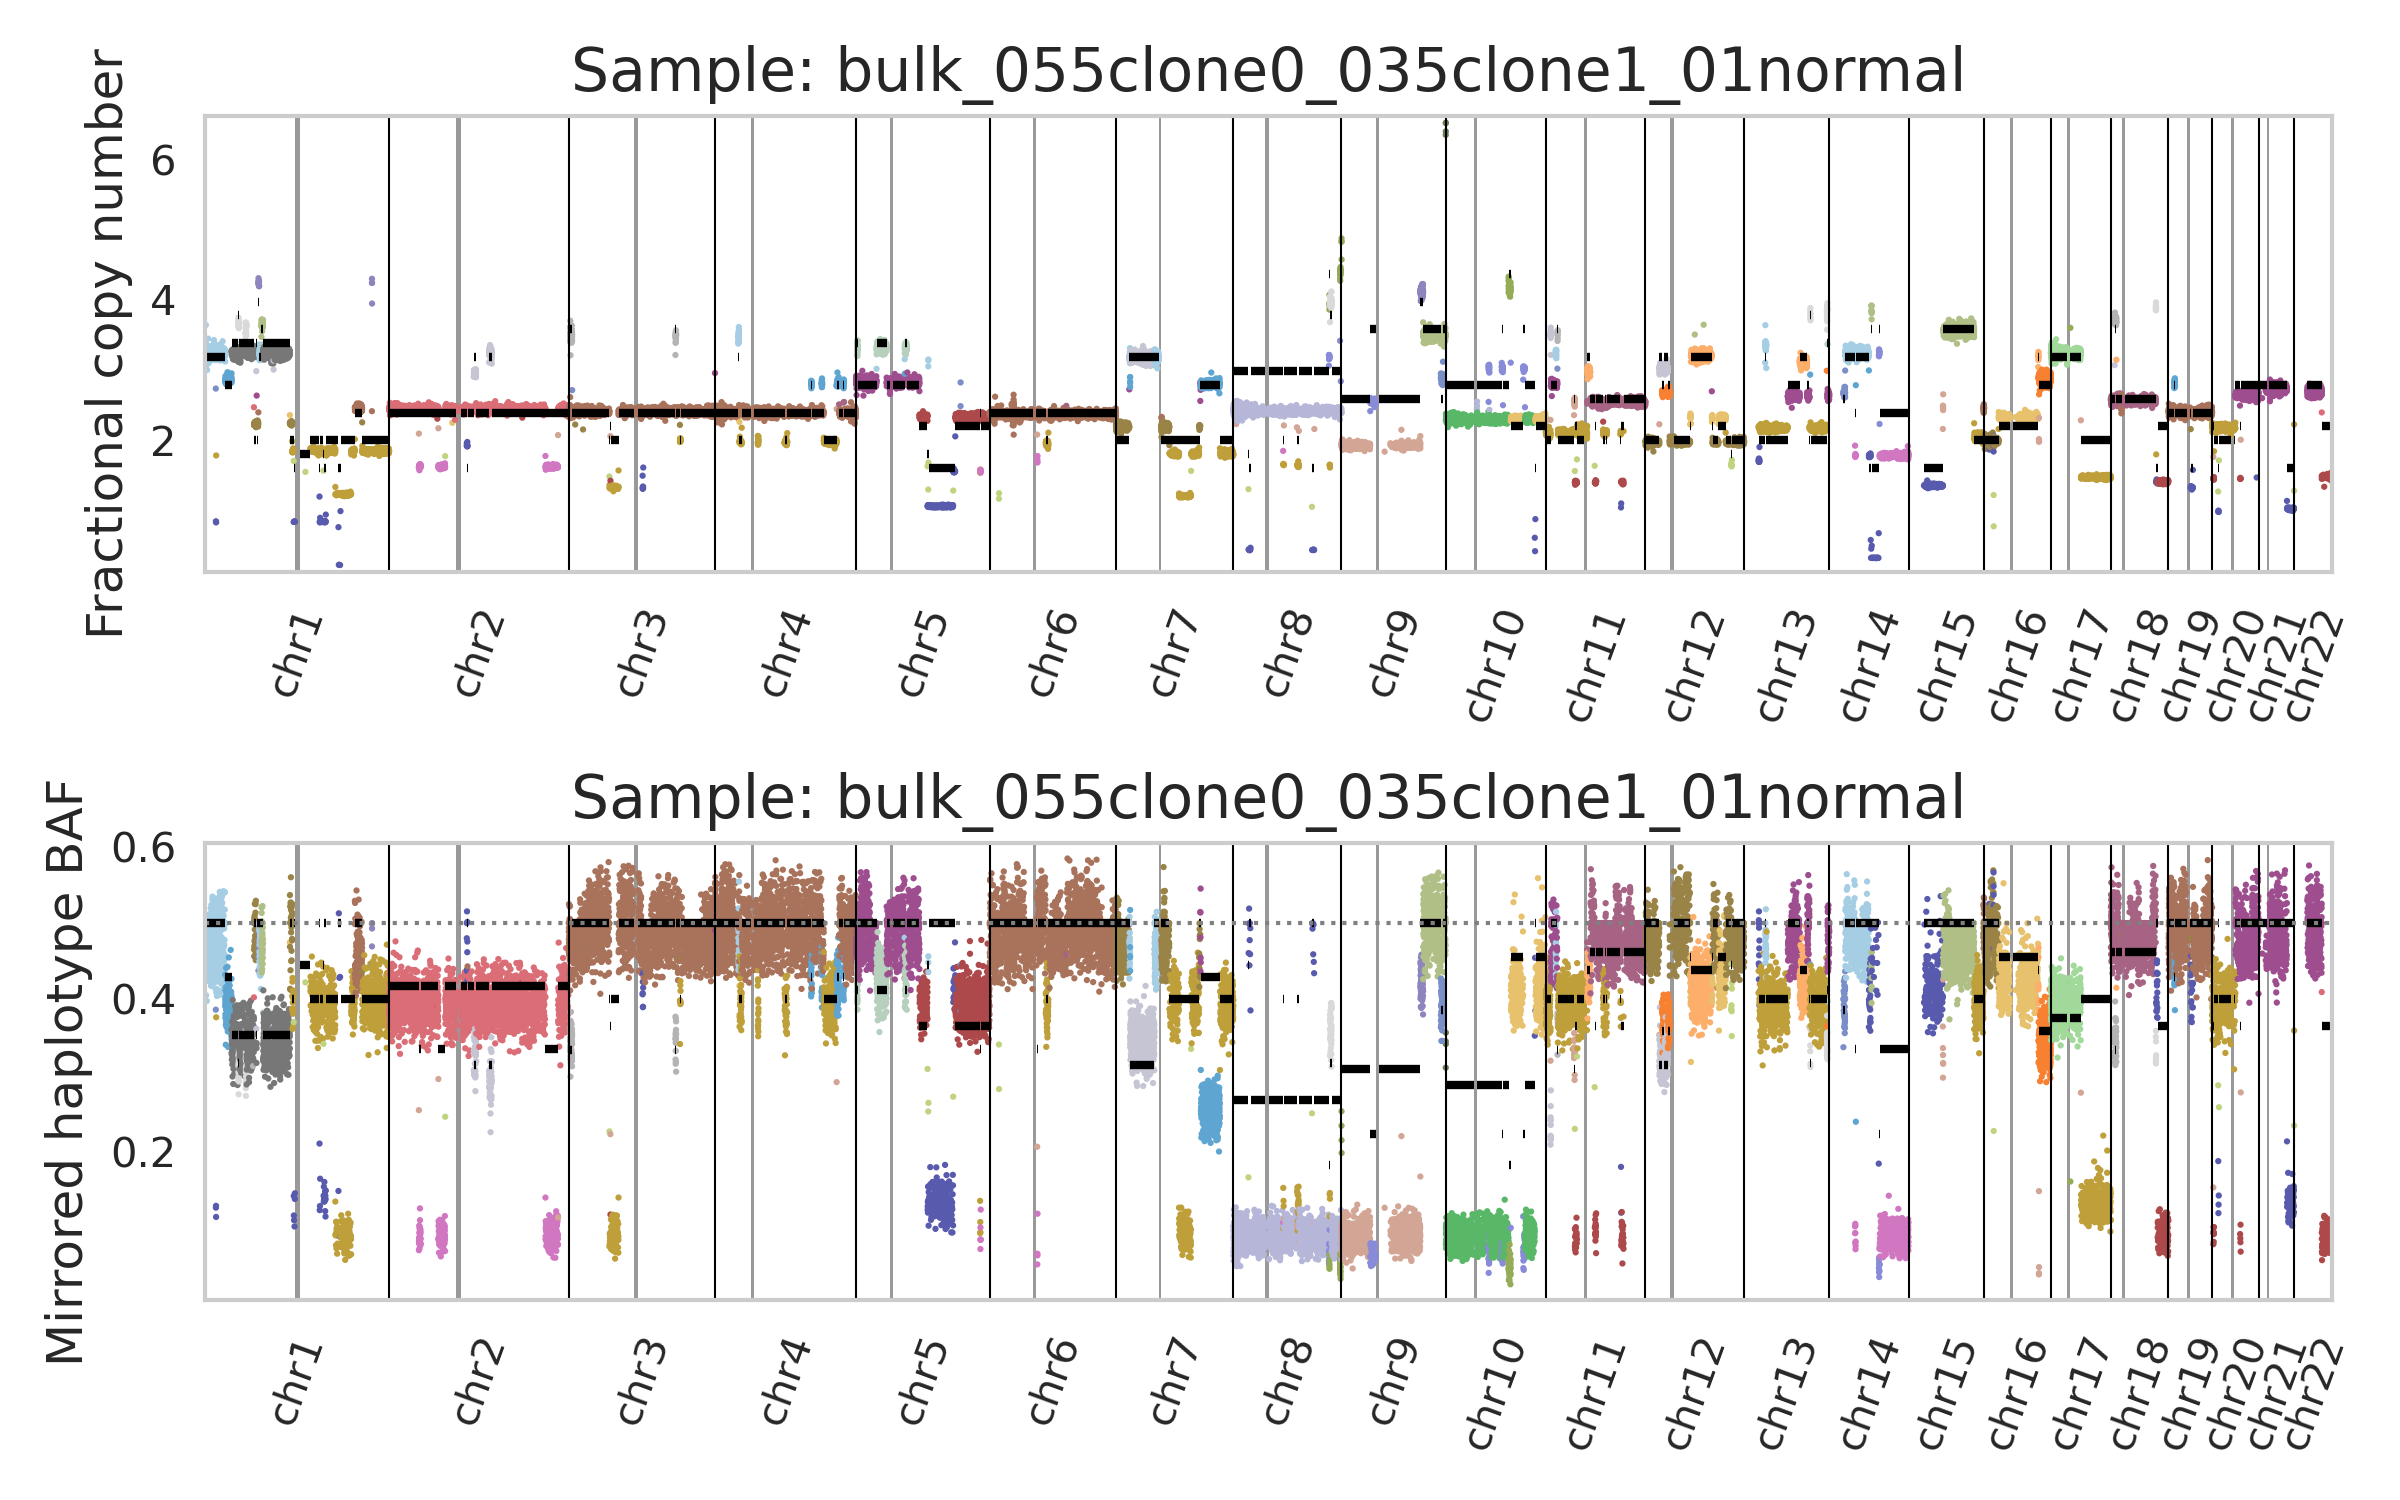 Sample: bulk_055clone0_035clone1_01normal
Fractional copy number
6
4
2
chr1
chr2
chr3
chr4
chr5
chr6
chr7
chr8
chr9
chr10
chr11
chr12
chr13
chr14
chr15
chr16
chr17
chr18
chr19
chr20
chr21
chr22
Sample: bulk_055clone0_035clone1_01normal
Mirrored haplotype BAF
0.6
0.4
0.2
chr1
chr2
chr3
chr4
chr5
chr6
chr7
chr8
chr9
chr10
chr11
chr12
chr13
chr14
chr15
chr16
chr17
chr18
chr19
chr20
chr21
chr22